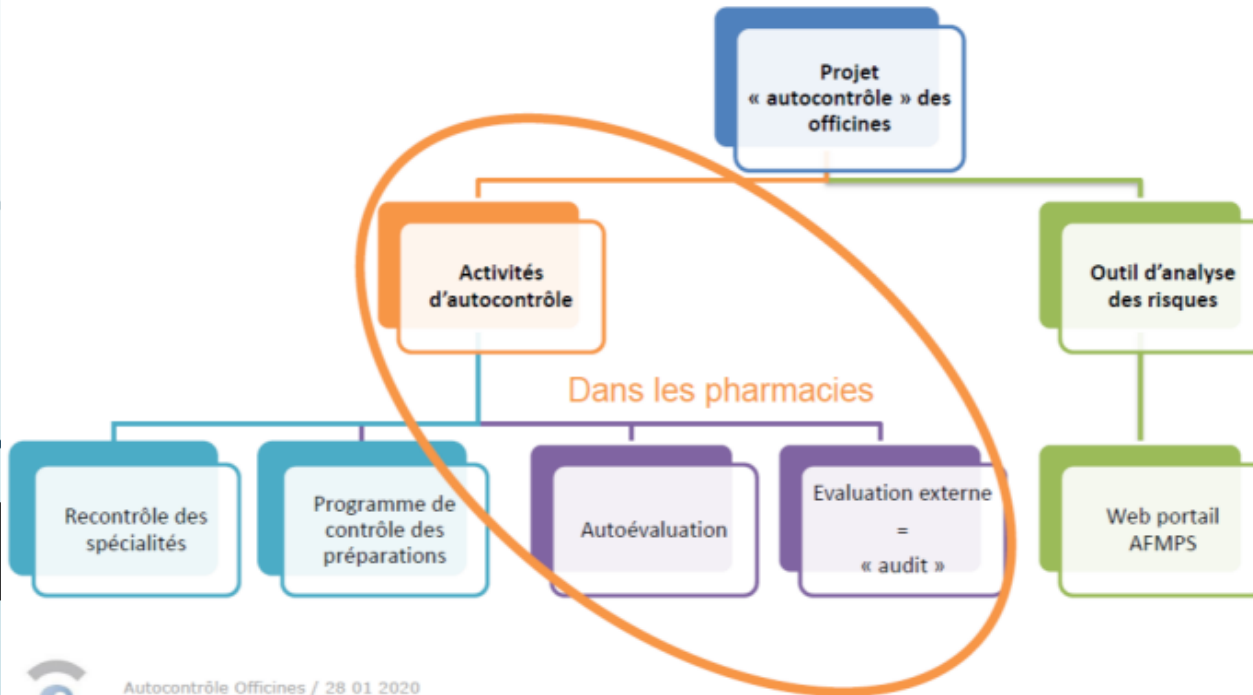 Projet
« autocontrôle » des
officines
Activités
d'autocontrôle
Outil d'analyse
des risques
Dans les pharmacies
Recontrôle des
spécialités
Programme de
contrôle des
préparations
Autoévaluation
Evaluation externe
=
« audit »
Web portail
AFMPS
Autocontrôle Officines / 28 01 2020